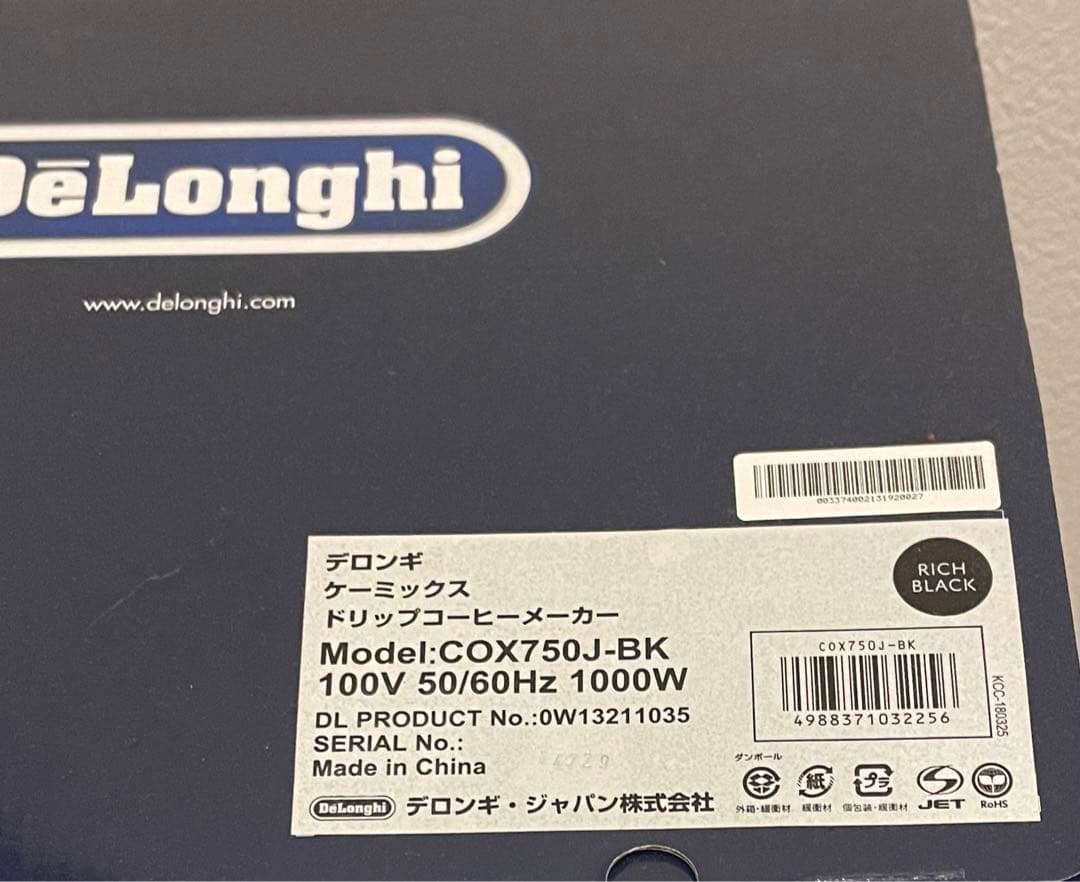 DeLonghi
www.delonghi.com
003374002131920027
デロンギ
ケーミックス
ドリップコーヒーメーカー
Model:COX750J-BK
100V 50/60Hz 1000W
DL PRODUCT No.:0W13211035
SERIAL No.:
Made in China
DeLonghi デロンギ・ジャパン株式会社
RICH
BLACK
COX750J-BK
4988371032256
KCC-180325
ダンボール
紙
プラ
外箱・緩衝材 緩衝材 個包装・緩衝材 JET RoHS